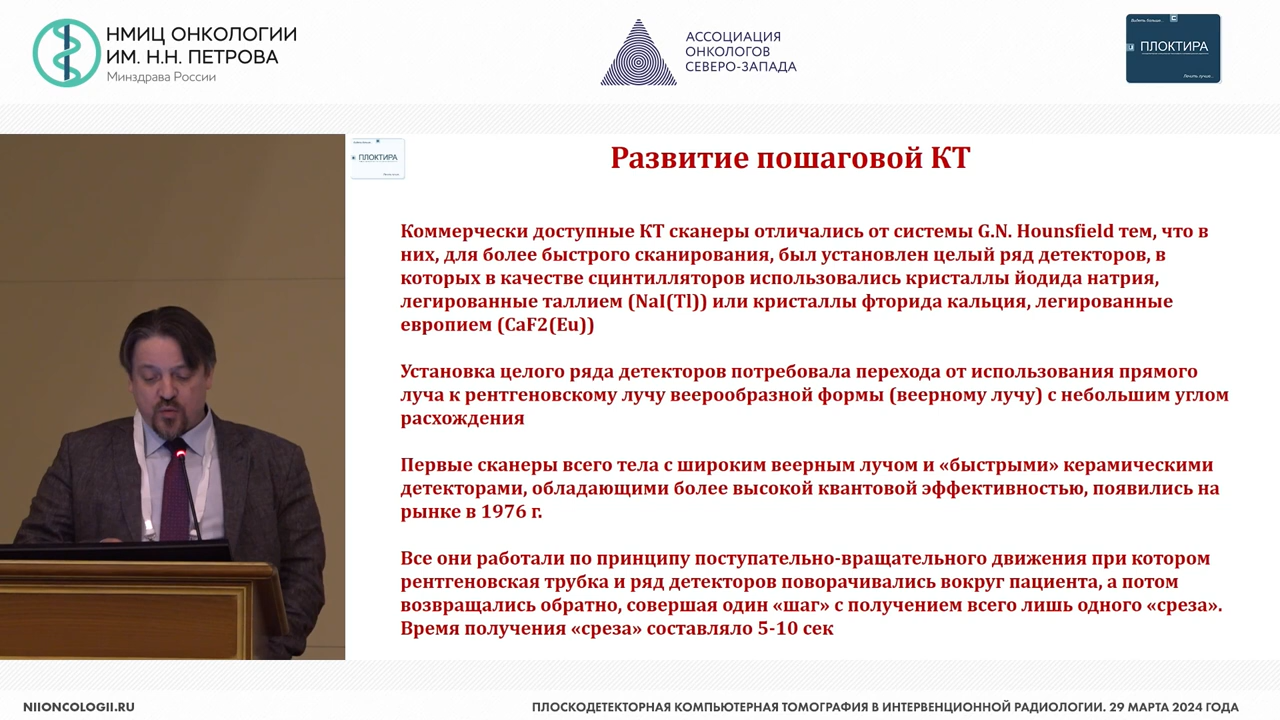 НМИЦ ОНКОЛОГИИ
ИМ. Н.Н. ПЕТРОВА
Минздрава России
АССОЦИАЦИЯ
ОНКОЛОГОВ
СЕВЕРО-ЗАПАДА
ПЛОКТИРА
ПЛОКТИРА
Развитие пошаговой КТ
Коммерчески доступные КТ сканеры отличались от системы G.N. Hounsfield тем, что в
них, для более быстрого сканирования, был установлен целый ряд детекторов, в
которых в качестве сцинтилляторов использовались кристаллы йодида натрия,
легированные таллием (NaI(Tl)) или кристаллы фторида кальция, легированные
европием (CaF2(Eu))
Установка целого ряда детекторов потребовала перехода от использования прямого
луча к рентгеновскому лучу веерообразной формы (веерному лучу) с небольшим углом
расхождения
Первые сканеры всего тела с широким веерным лучом и «быстрыми» керамическими
детекторами, обладающими более высокой квантовой эффективностью, появились на
рынке в 1976 г.
Все они работали по принципу поступательно-вращательного движения при котором
рентгеновская трубка и ряд детекторов поворачивались вокруг пациента, а потом
возвращались обратно, совершая один «шаг» с получением всего лишь одного «среза».
Время получения «среза» составляло 5-10 сек
NIIONCOLOGII.RU
ПЛОСКОДЕТЕКТОРНАЯ КОМПЬЮТЕРНАЯ ТОМОГРАФИЯ В ИНТЕРВЕНЦИОННОЙ РАДИОЛОГИИ. 29 МАРТА 2024 ГОДА